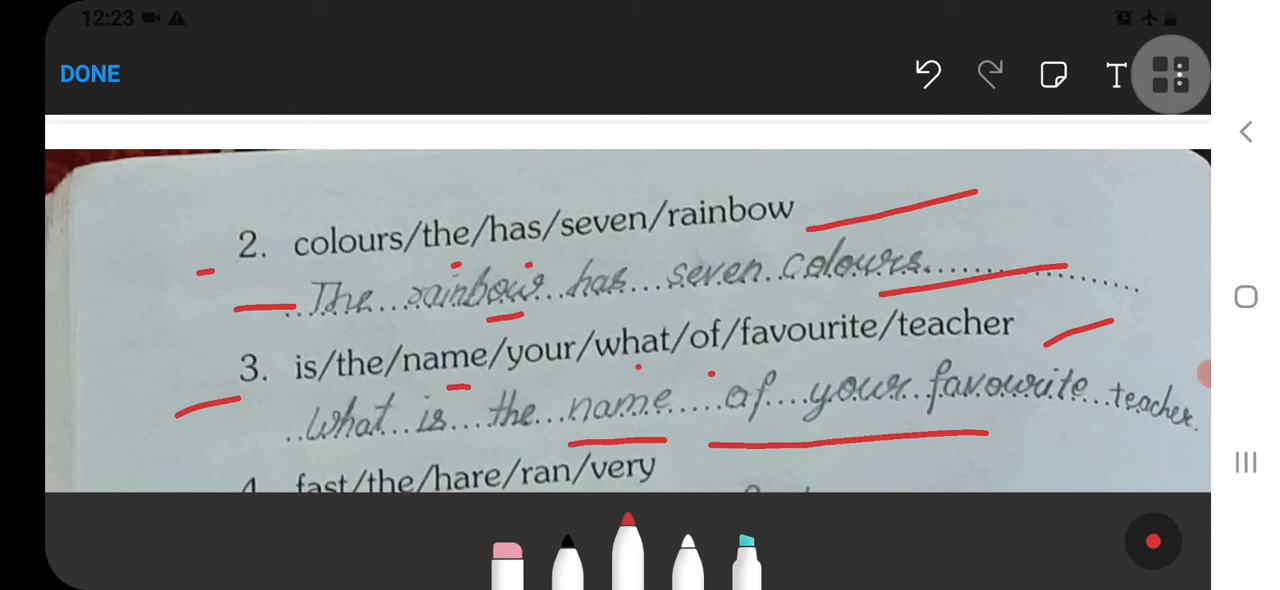 12:23
DONE
T
2. colours/the/has/seven/rainbow
The rainbow has seven colours.
3. is/the/name/your/what/of/favourite/teacher
What is the name of your favourite teacher.
4. fast/the/hare/ran/very